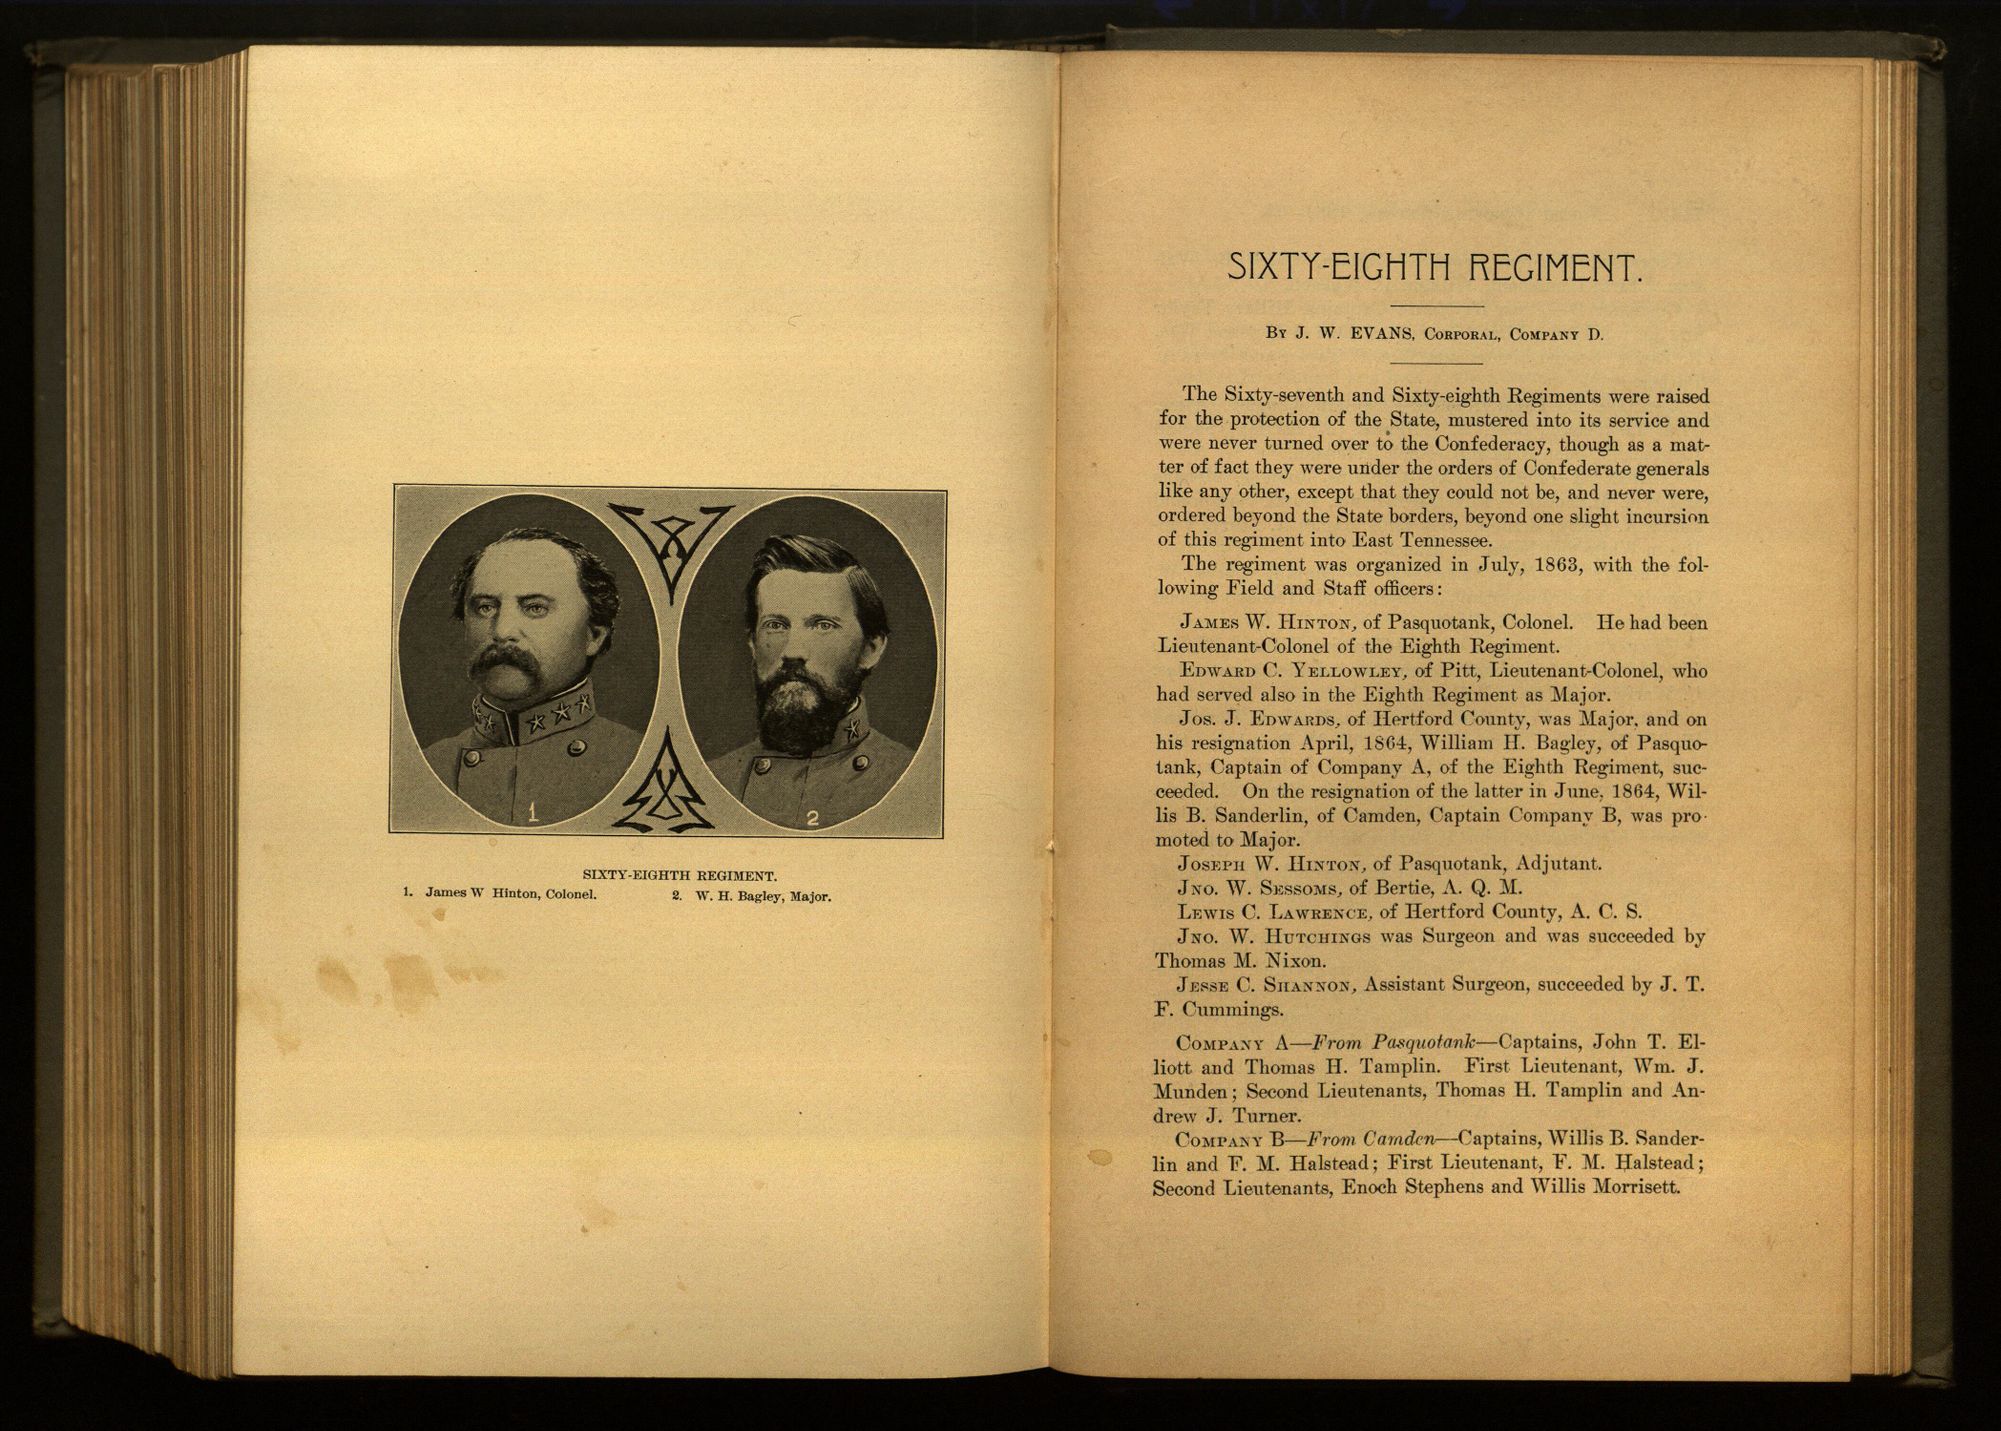 1
2
SIXTY-EIGHTH REGIMENT.
1. James W Hinton, Colonel. 2. W. H. Bagley, Major.
SIXTY-EIGHTH REGIMENT.
By J. W. EVANS, Corporal, Company D.
The Sixty-seventh and Sixty-eighth Regiments were raised
for the protection of the State, mustered into its service and
were never turned over to the Confederacy, though as a mat-
ter of fact they were under the orders of Confederate generals
like any other, except that they could not be, and never were,
ordered beyond the State borders, beyond one slight incursion
of this regiment into East Tennessee.
The regiment was organized in July, 1863, with the fol-
lowing Field and Staff officers:
James W. Hinton, of Pasquotank, Colonel. He had been
Lieutenant-Colonel of the Eighth Regiment.
Edward C. Yellowley, of Pitt, Lieutenant-Colonel, who
had served also in the Eighth Regiment as Major.
Jos. J. Edwards, of Hertford County, was Major, and on
his resignation April, 1864, William H. Bagley, of Pasquo-
tank, Captain of Company A, of the Eighth Regiment, suc-
ceeded. On the resignation of the latter in June, 1864, Wil-
lis B. Sanderlin, of Camden, Captain Company B, was pro-
moted to Major.
Joseph W. Hinton, of Pasquotank, Adjutant.
Jno. W. Sessoms, of Bertie, A. Q. M.
Lewis C. Lawrence, of Hertford County, A. C. S.
Jno. W. Hutchings was Surgeon and was succeeded by
Thomas M. Nixon.
Jesse C. Shannon, Assistant Surgeon, succeeded by J. T.
F. Cummings.
Company A—From Pasquotank—Captains, John T. El-
liott and Thomas H. Tamplin. First Lieutenant, Wm. J.
Munden; Second Lieutenants, Thomas H. Tamplin and An-
drew J. Turner.
Company B—From Camden—Captains, Willis B. Sander-
lin and F. M. Halstead; First Lieutenant, F. M. Halstead;
Second Lieutenants, Enoch Stephens and Willis Morrisett.